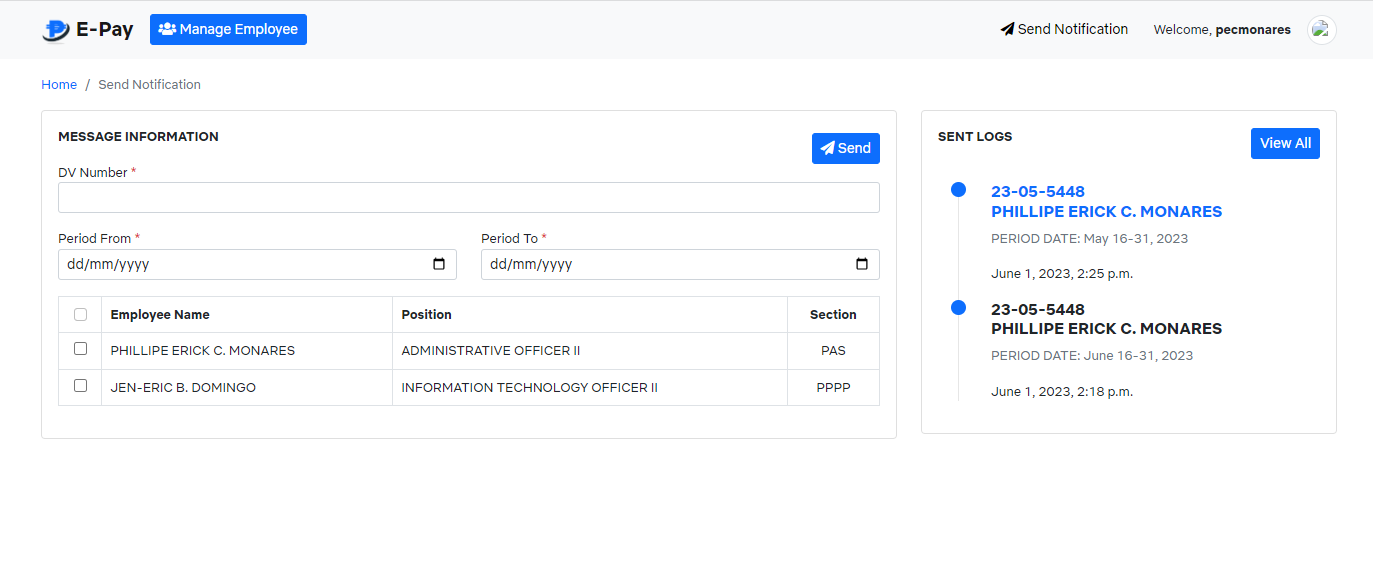 E-Pay Manage Employee Send Notification Welcome, pecmonares
Home / Send Notification
MESSAGE INFORMATION
Send
DV Number *
Period From * Period To *
dd/mm/yyyy dd/mm/yyyy
Employee Name Position Section
PHILLIPE ERICK C. MONARES ADMINISTRATIVE OFFICER II PAS
JEN-ERIC B. DOMINGO INFORMATION TECHNOLOGY OFFICER II PPPP
SENT LOGS
View All
23-05-5448
PHILLIPE ERICK C. MONARES
PERIOD DATE: May 16-31, 2023
June 1, 2023, 2:25 p.m.
23-05-5448
PHILLIPE ERICK C. MONARES
PERIOD DATE: June 16-31, 2023
June 1, 2023, 2:18 p.m.